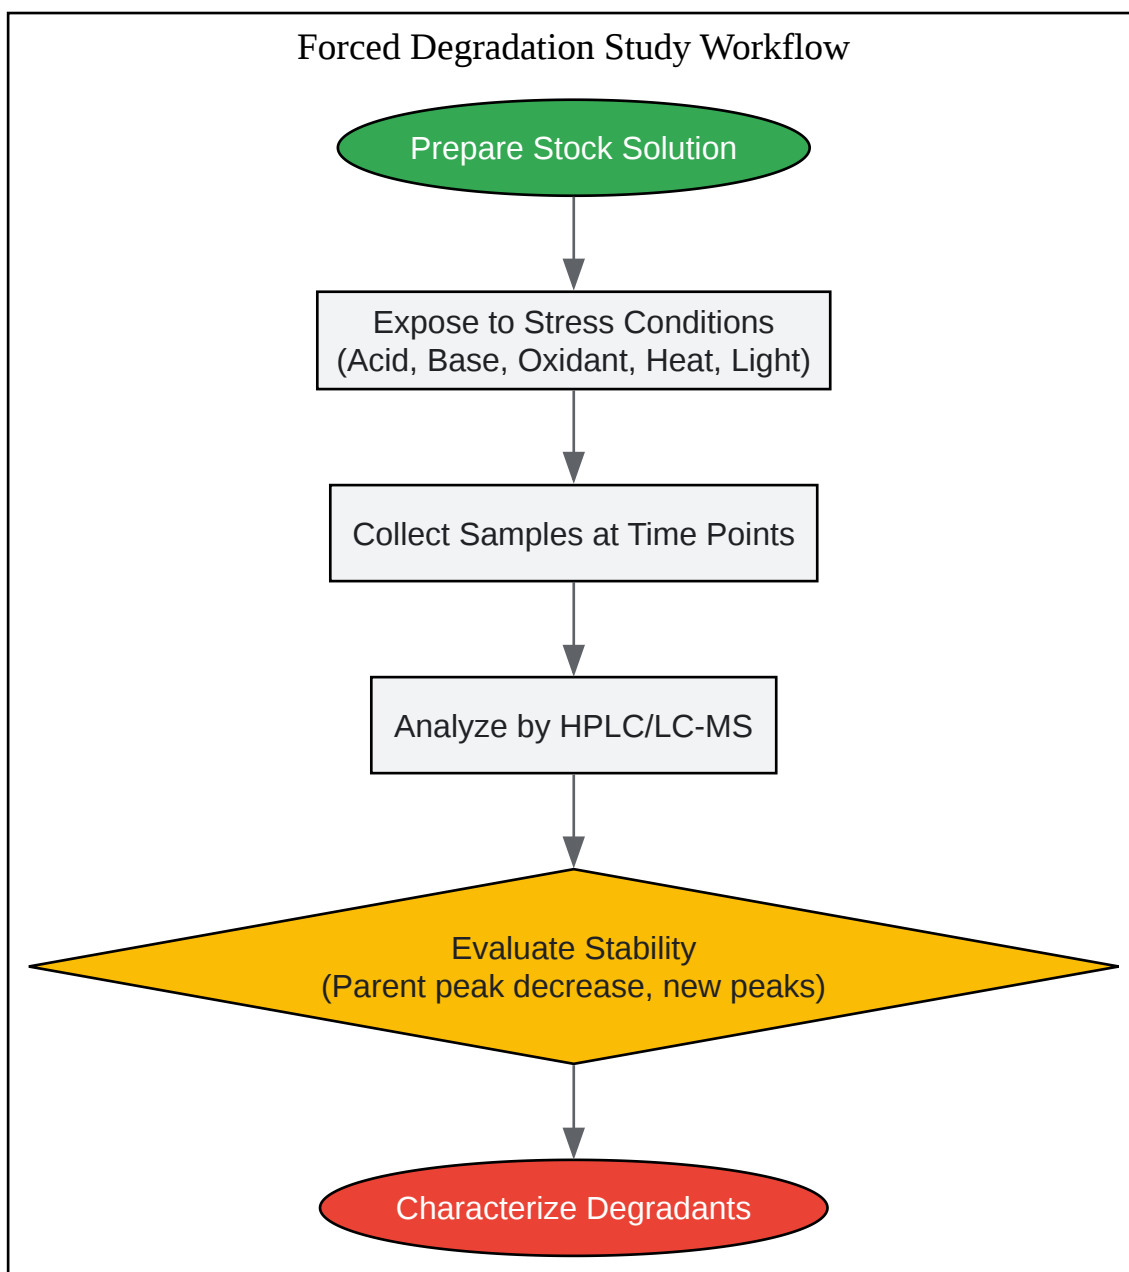 Forced Degradation Study Workflow
Prepare Stock Solution
Expose to Stress Conditions
(Acid, Base, Oxidant, Heat, Light)
Collect Samples at Time Points
Analyze by HPLC/LC-MS
Evaluate Stability
(Parent peak decrease, new peaks)
Characterize Degradants